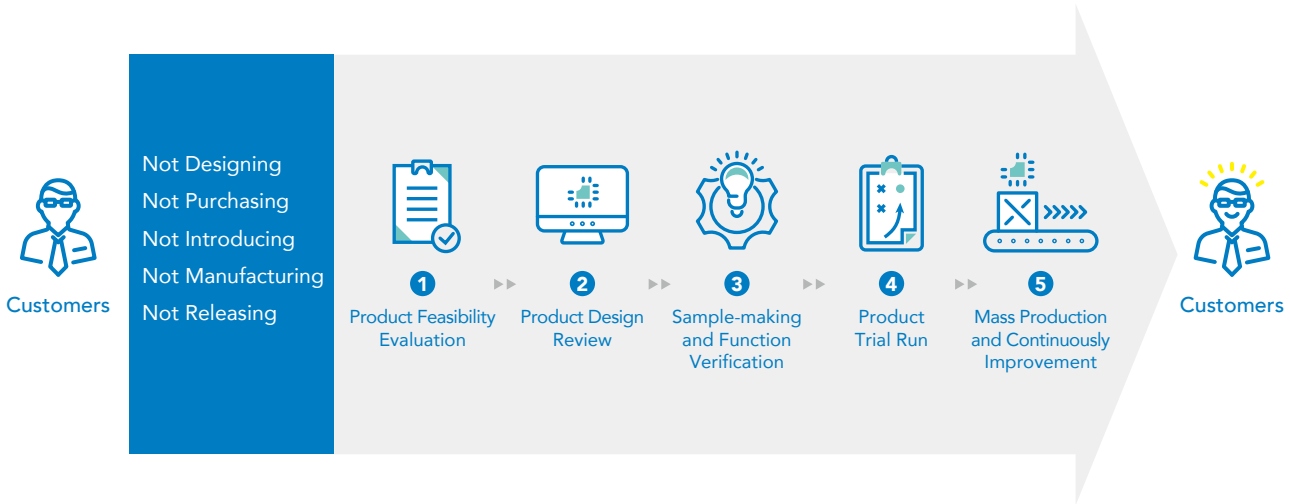 Customers
Not Designing
Not Purchasing
Not Introducing
Not Manufacturing
Not Releasing
1
Product Feasibility
Evaluation
2
Product Design
Review
3
Sample-making
and Function
Verification
4
Product
Trial Run
5
Mass Production
and Continuously
Improvement
Customers